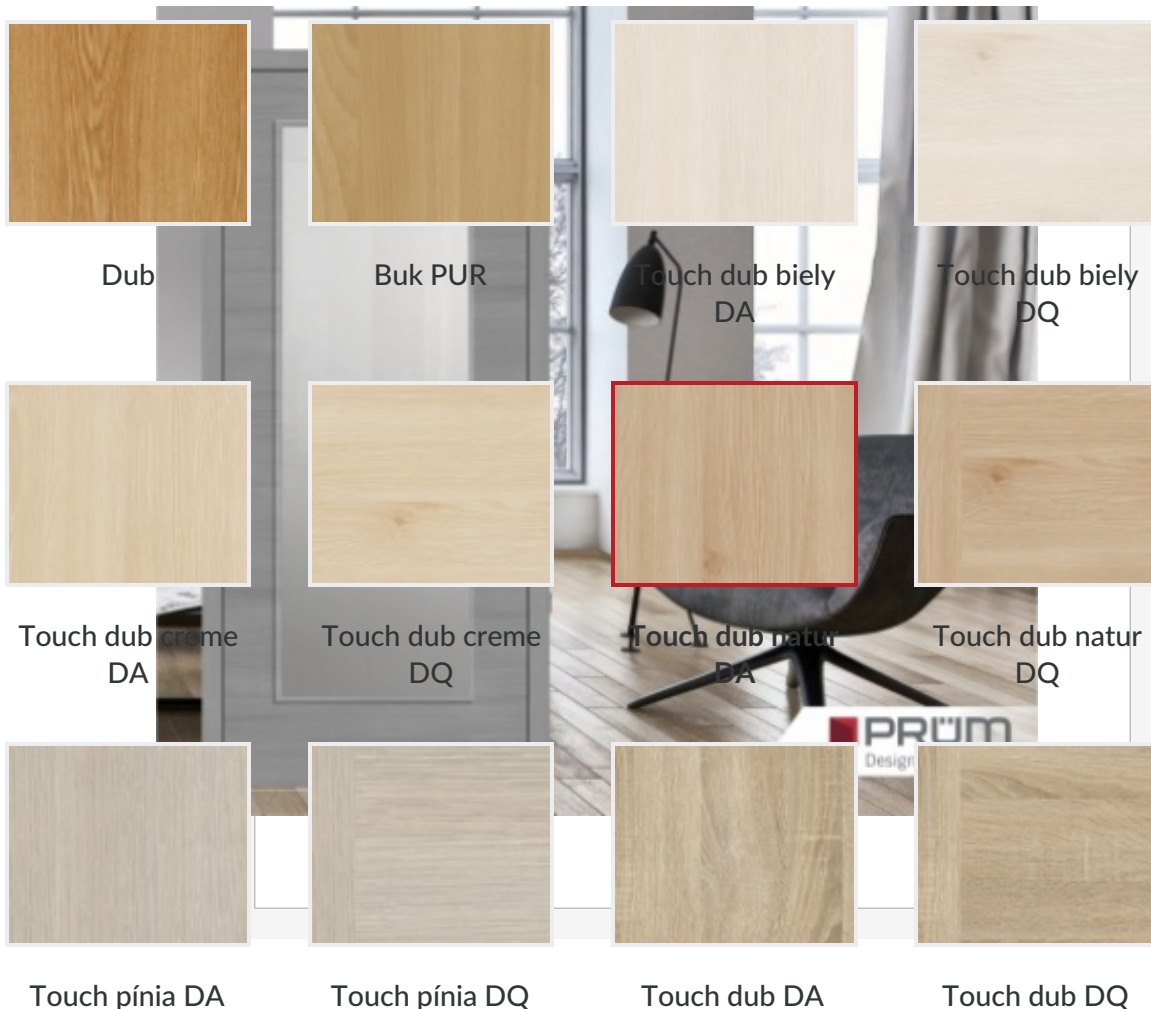 Dub
Buk PUR
Touch dub biely
DA
Touch dub biely
DQ
Touch dub creme
DA
Touch dub creme
DQ
Touch dub natur
DA
Touch dub natur
DQ
PRÜM
Design
Touch pínia DA
Touch pínia DQ
Touch dub DA
Touch dub DQ